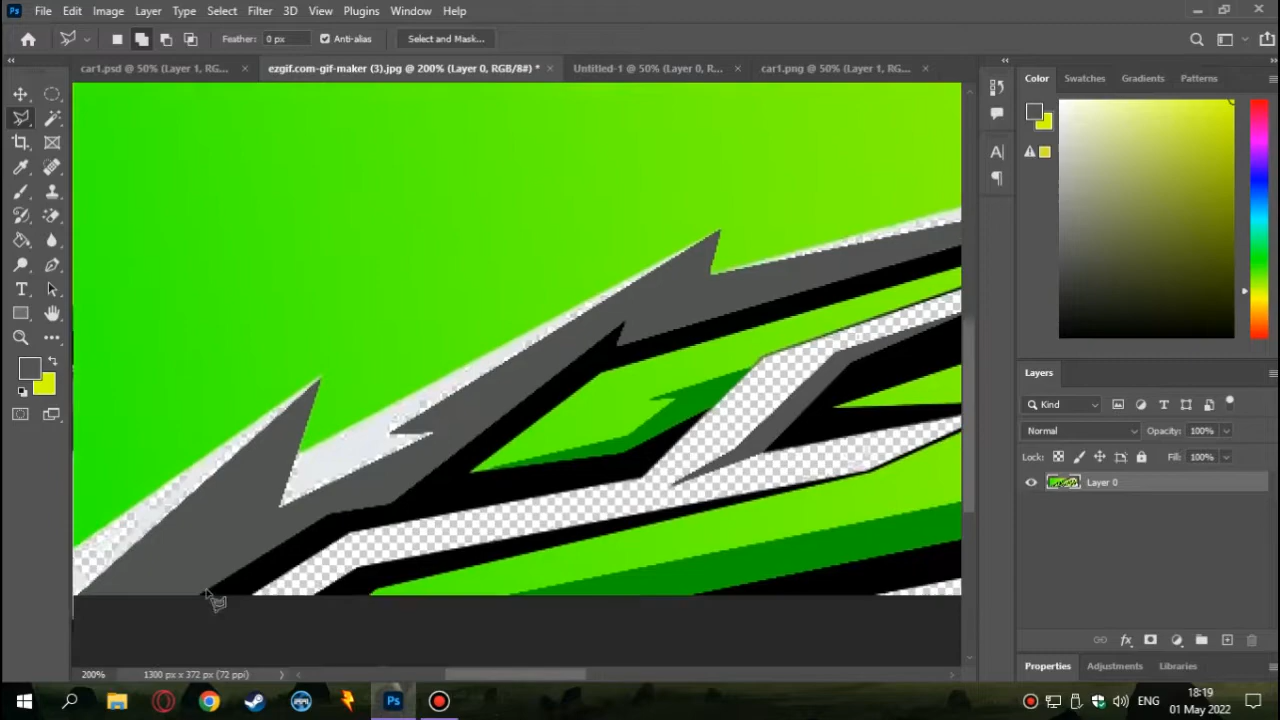 Ps File Edit Image Layer Type Select Filter 3D View Plugins Window Help
Feather: 0 px Anti-alias Select and Mask...
car1.psd @ 50% (Layer 1, RG... × ezgif.com-gif-maker (3).jpg @ 200% (Layer 0, RGB/8#) * × Untitled-1 @ 50% (Layer 0, R... × car1.png @ 50% (Layer 1, RG... ×
Color Swatches Gradients Patterns
Layers
Kind
Normal Opacity: 100%
Lock: Fill: 100%
Layer 0
fx
Properties Adjustments Libraries
200% 1300 px x 372 px (72 ppi)
Ps
ENG
18:19
01 May 2022